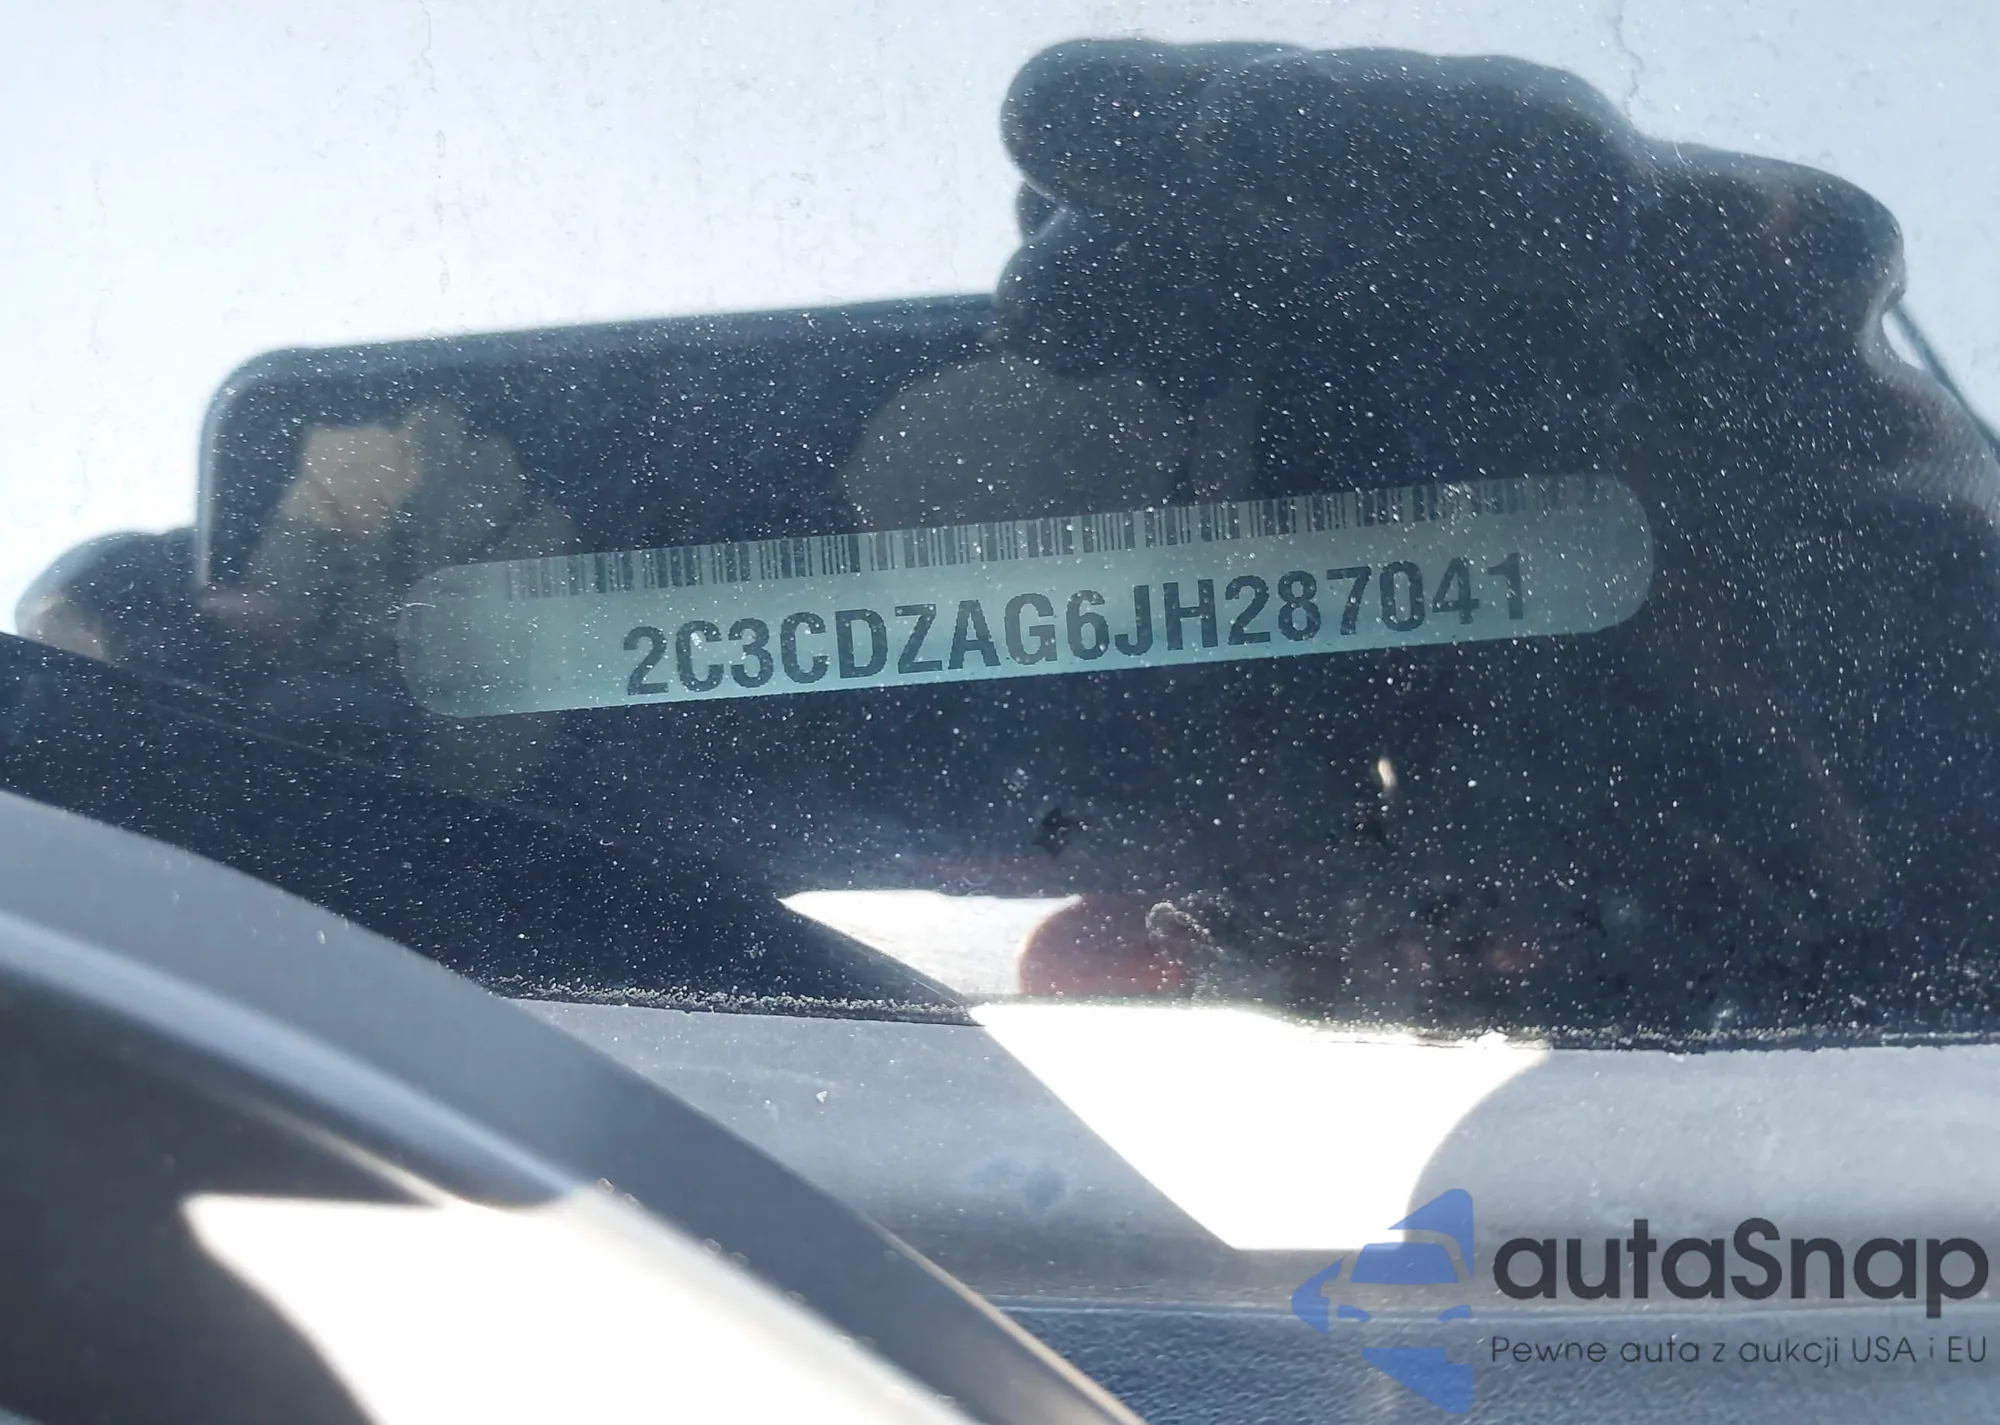 2C3CDZAG6JH287041
autaSnap
Pewne auta z aukcji USA i EU